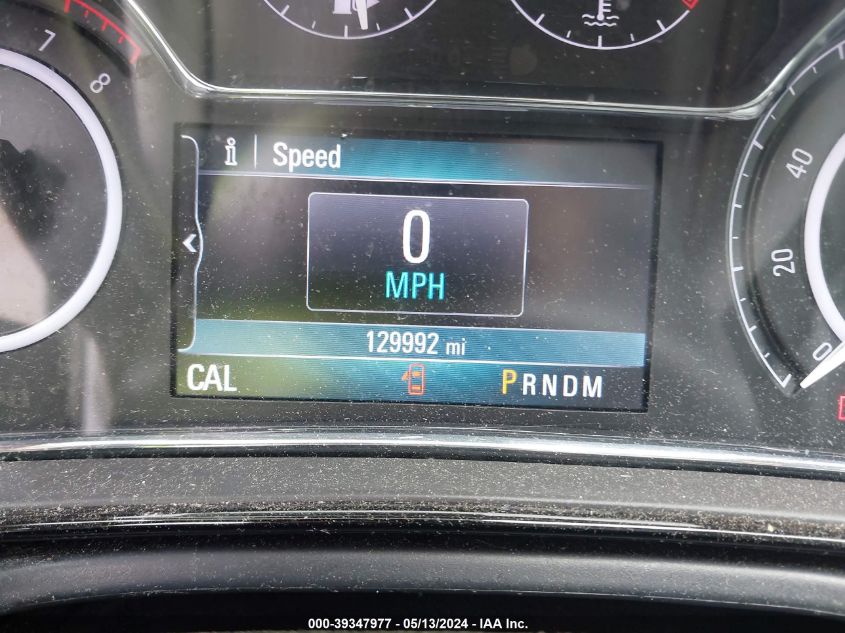 7
8
i Speed
0
MPH
129992 mi
CAL
PRNDM
40
20
0
000-39347977 - 05/13/2024 - IAA Inc.